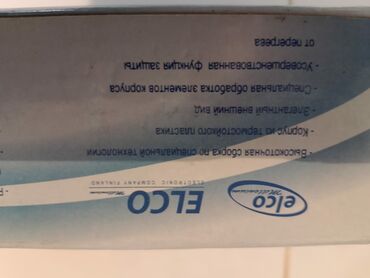 elco
Millennium
ELCO
ELECTRONIC COMPANY FINLAND
- Высокоточная сборка по специальной технологии
- Корпус из термостойкого пластика
- Элегантный внешний вид
- Специальная обработка элементов корпуса
- Усовершенствованная функция защиты
от перегрева